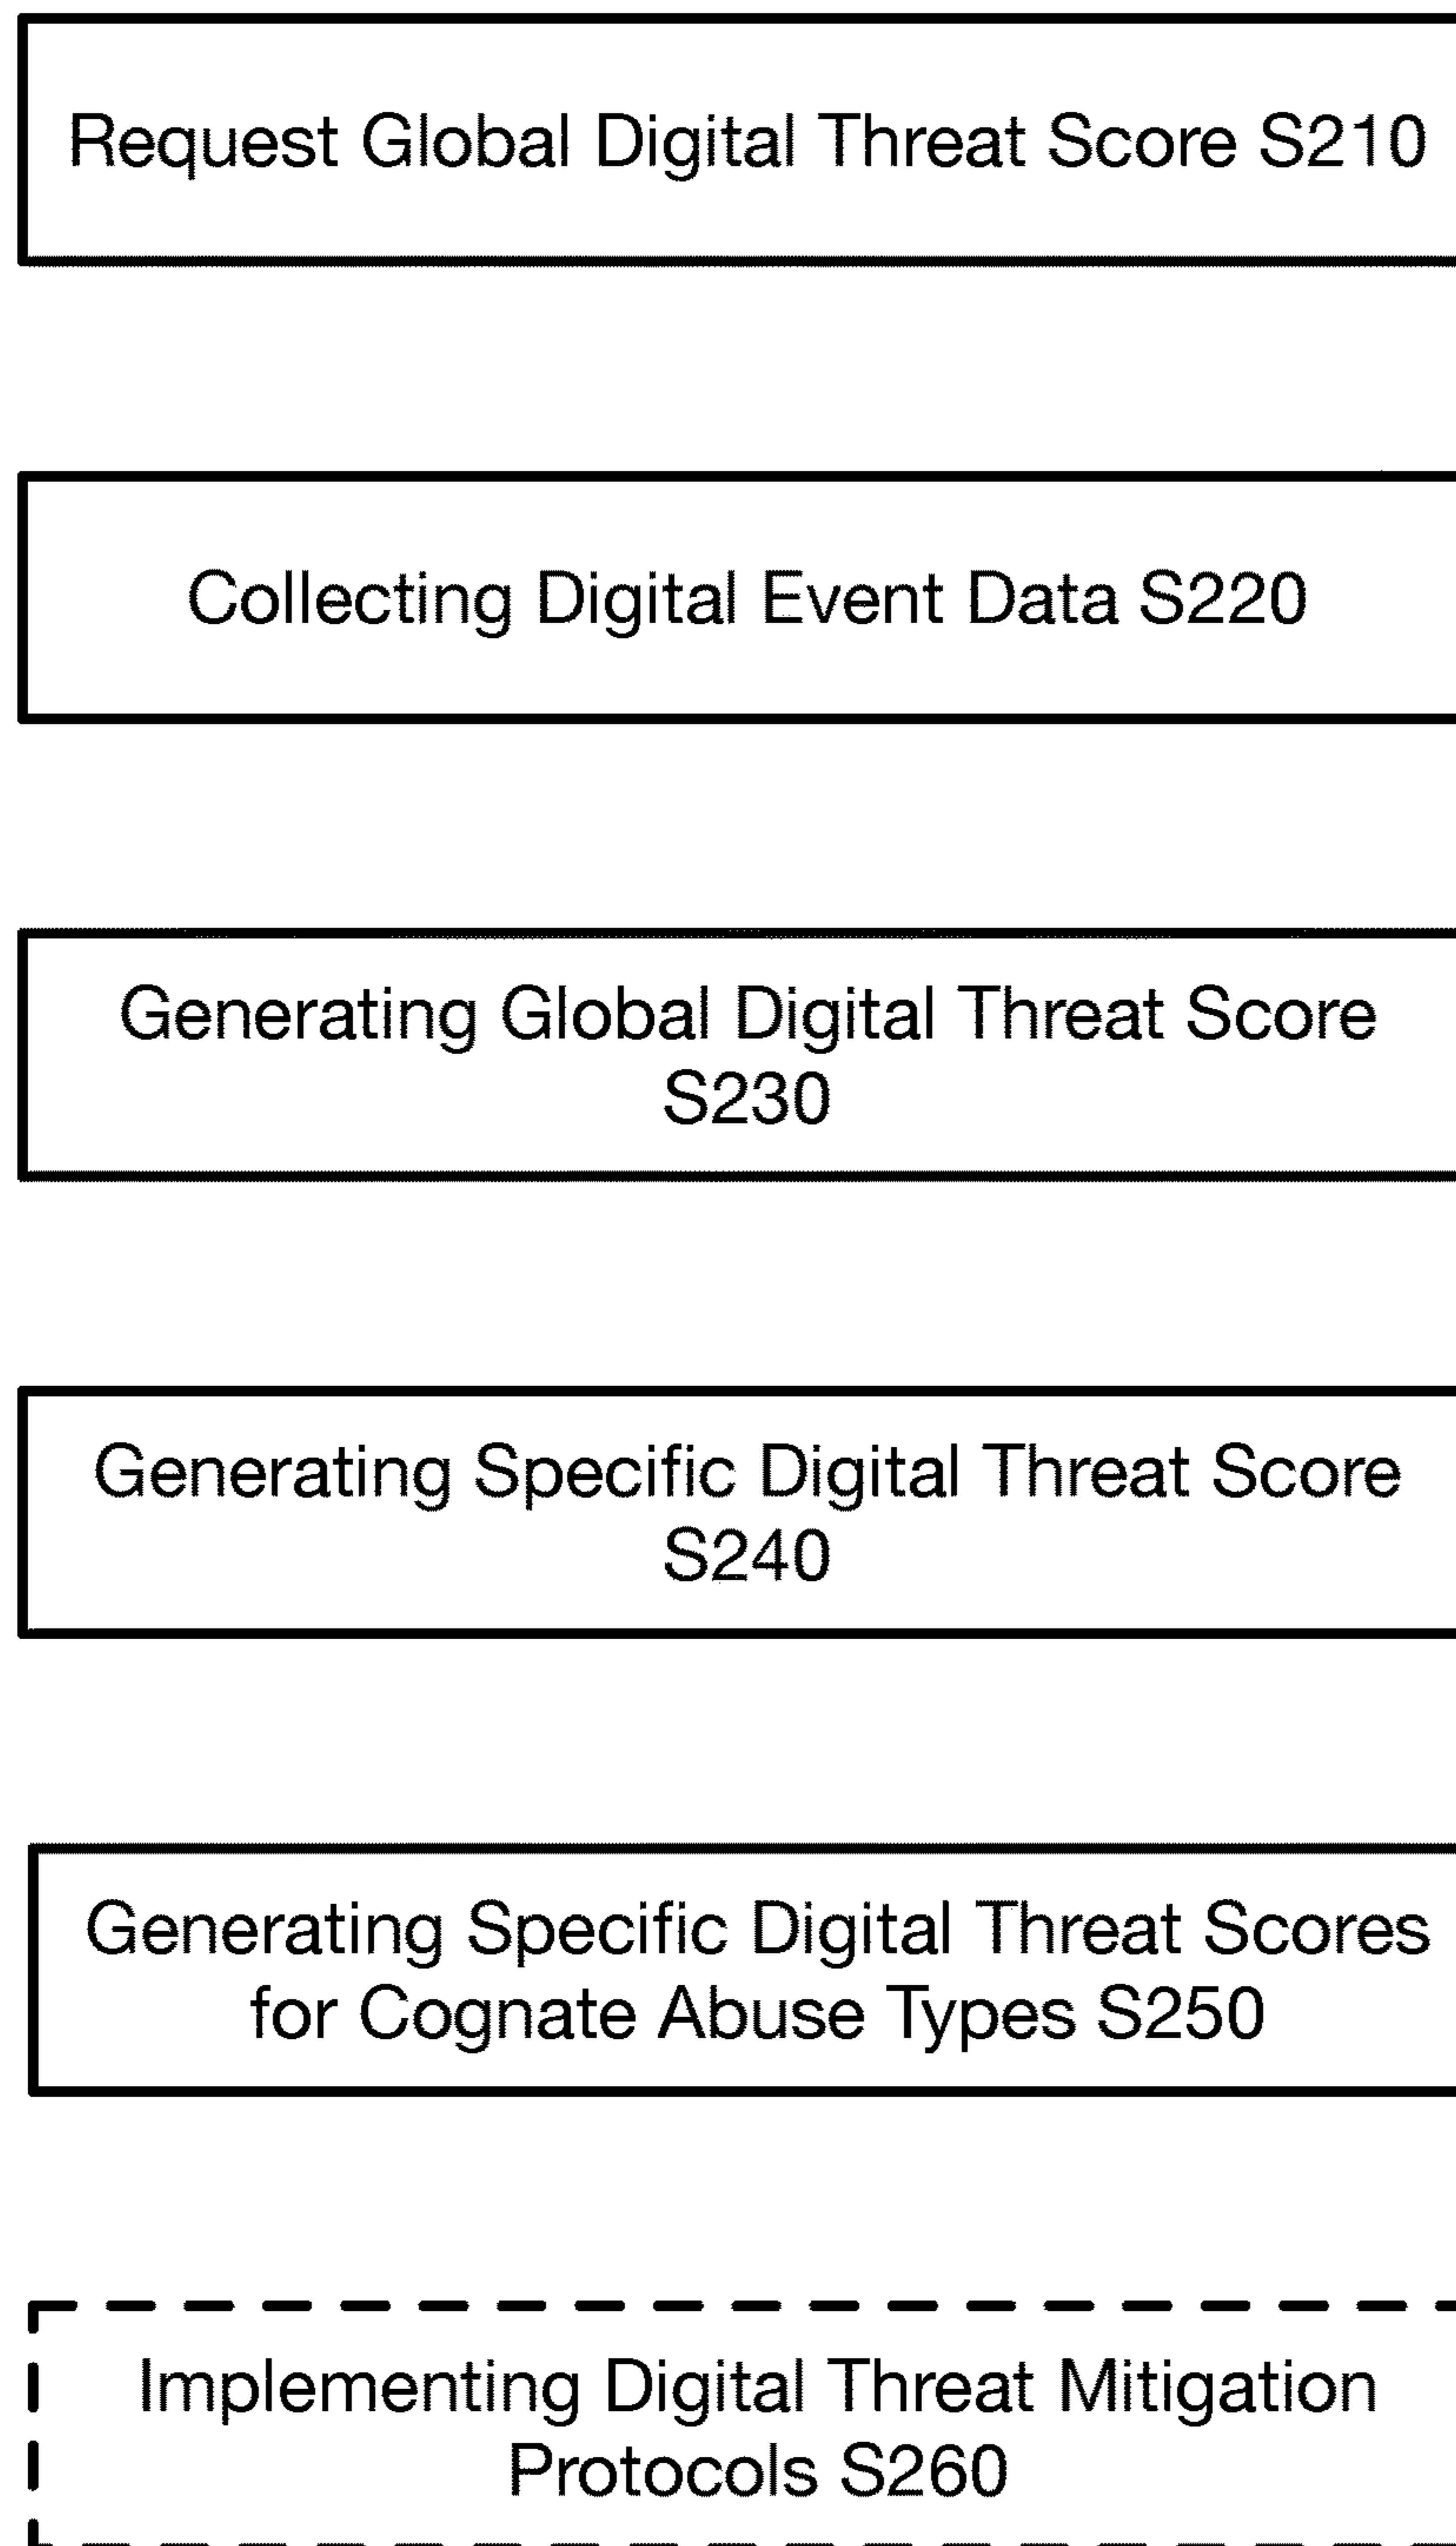 Request Global Digital Threat Score S210
Collecting Digital Event Data S220
Generating Global Digital Threat Score
S230
Generating Specific Digital Threat Score
S240
Generating Specific Digital Threat Scores
for Cognate Abuse Types S250
Implementing Digital Threat Mitigation
Protocols S260